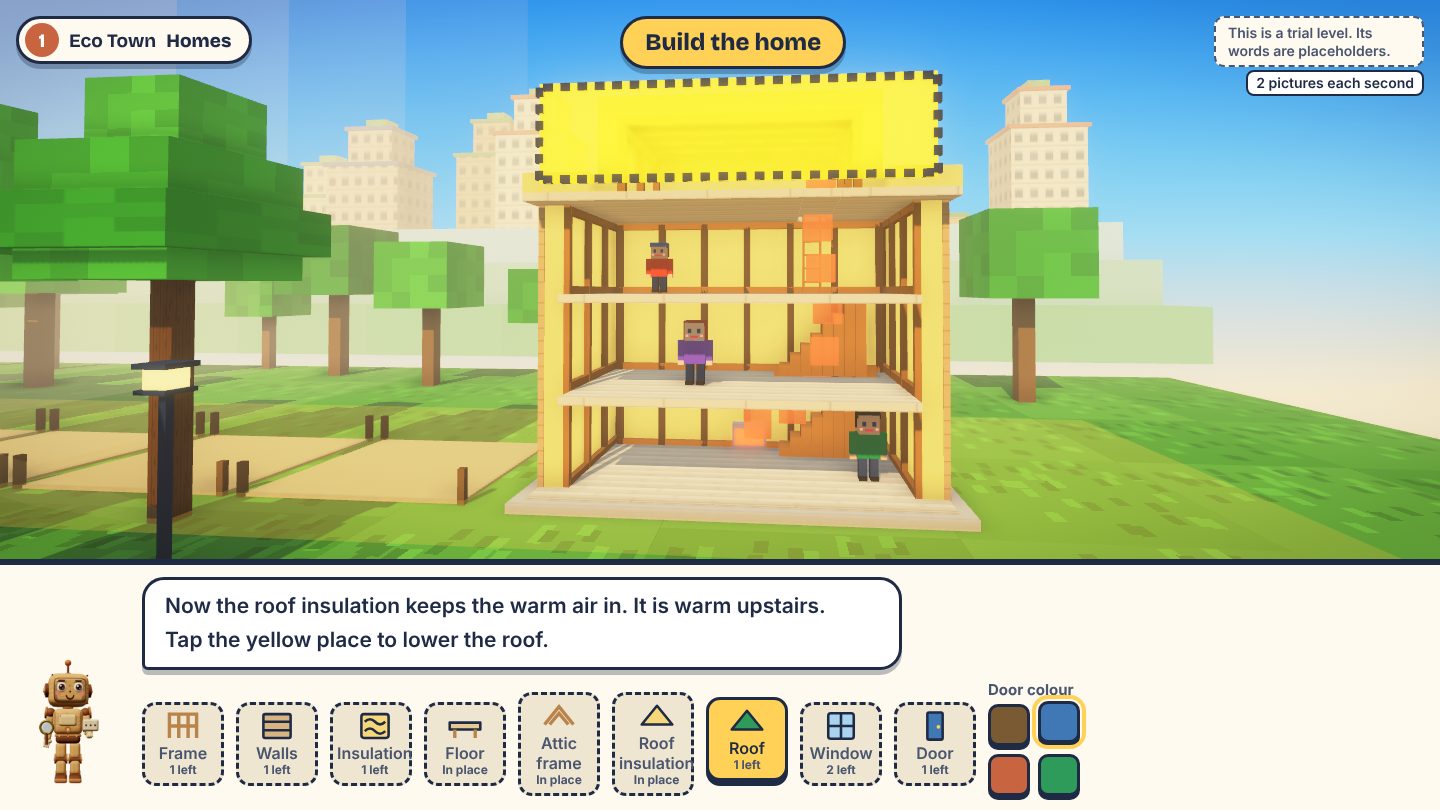 1 Eco Town Homes
Build the home
This is a trial level. Its
words are placeholders.
2 pictures each second
Now the roof insulation keeps the warm air in. It is warm upstairs.
Tap the yellow place to lower the roof.
Frame
1 left
Walls
1 left
Insulation
1 left
Floor
In place
Attic
frame
In place
Roof
insulation
In place
Roof
1 left
Window
2 left
Door
1 left
Door colour